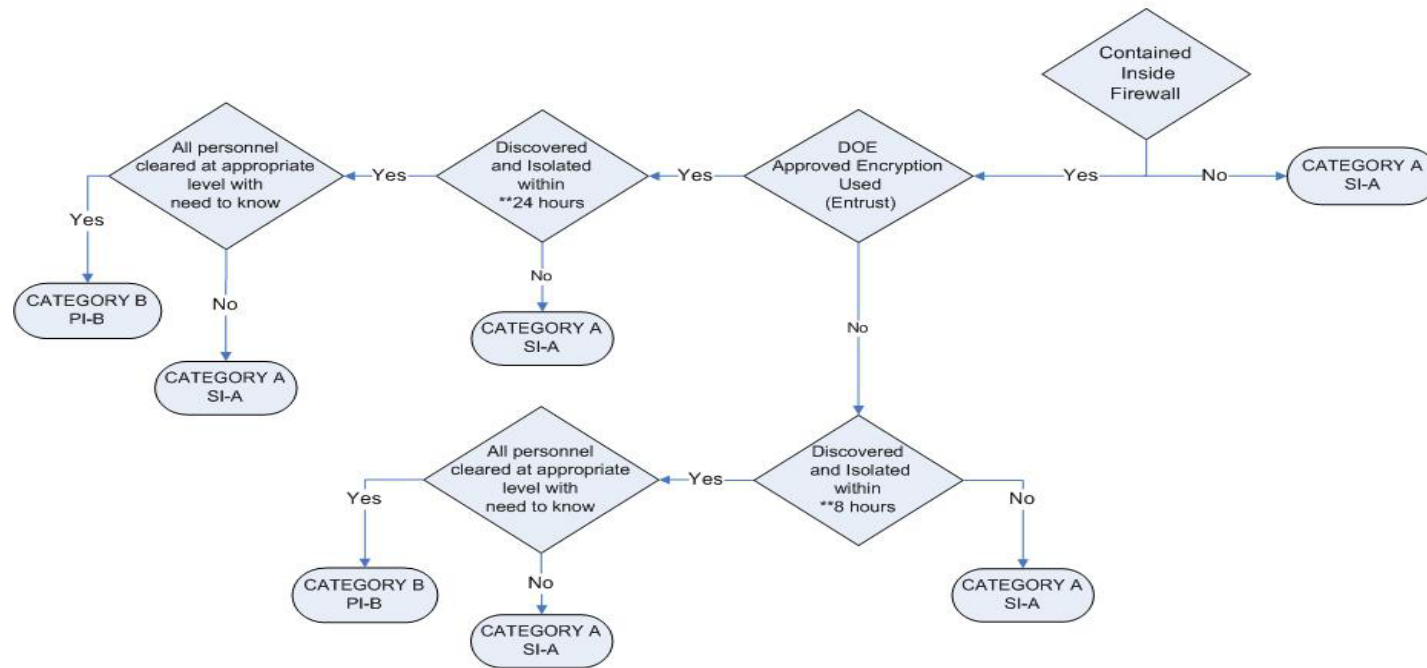 Contained
Inside
Firewall
Yes
No
CATEGORY A
SI-A
DOE
Approved Encryption
Used
(Entrust)
Yes
No
Discovered
and Isolated
within
**24 hours
Yes
No
CATEGORY A
SI-A
All personnel
cleared at appropriate
level with
need to know
Yes
No
CATEGORY B
PI-B
CATEGORY A
SI-A
Discovered
and Isolated
within
**8 hours
Yes
No
CATEGORY A
SI-A
All personnel
cleared at appropriate
level with
need to know
Yes
No
CATEGORY B
PI-B
CATEGORY A
SI-A